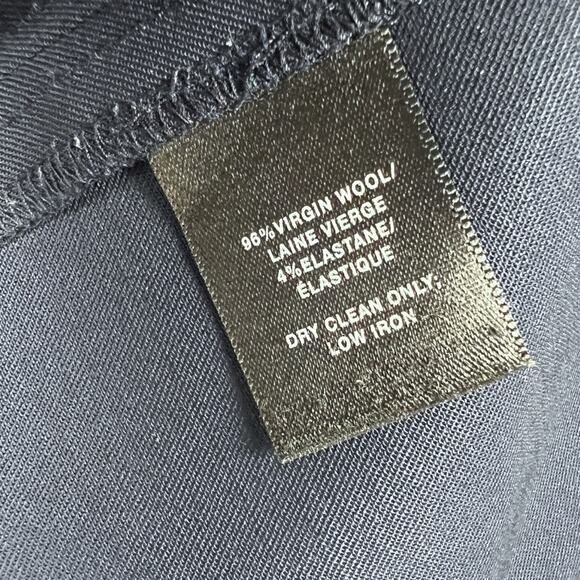 96%VIRGIN WOOL/
LAINE VIERGE
4%ELASTANE/
ÉLASTIQUE
DRY CLEAN ONLY:
LOW IRON